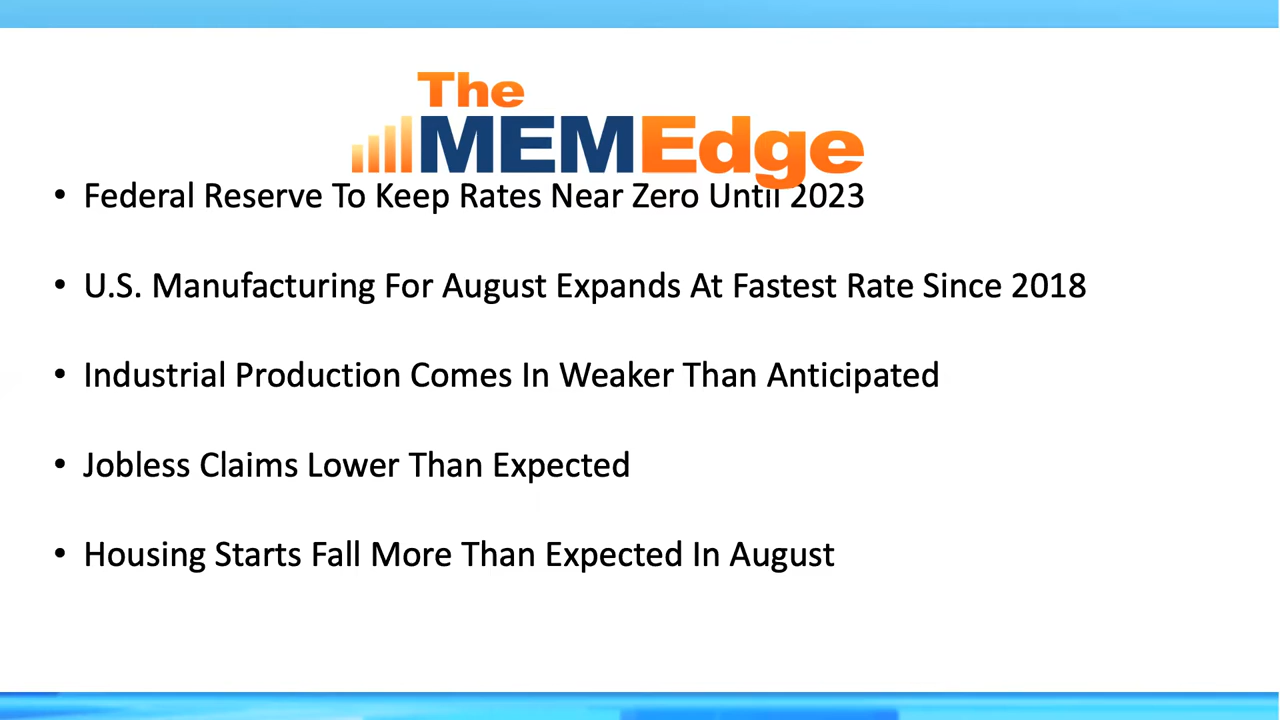 The
MEMEdge
• Federal Reserve To Keep Rates Near Zero Until 2023
• U.S. Manufacturing For August Expands At Fastest Rate Since 2018
• Industrial Production Comes In Weaker Than Anticipated
• Jobless Claims Lower Than Expected
• Housing Starts Fall More Than Expected In August